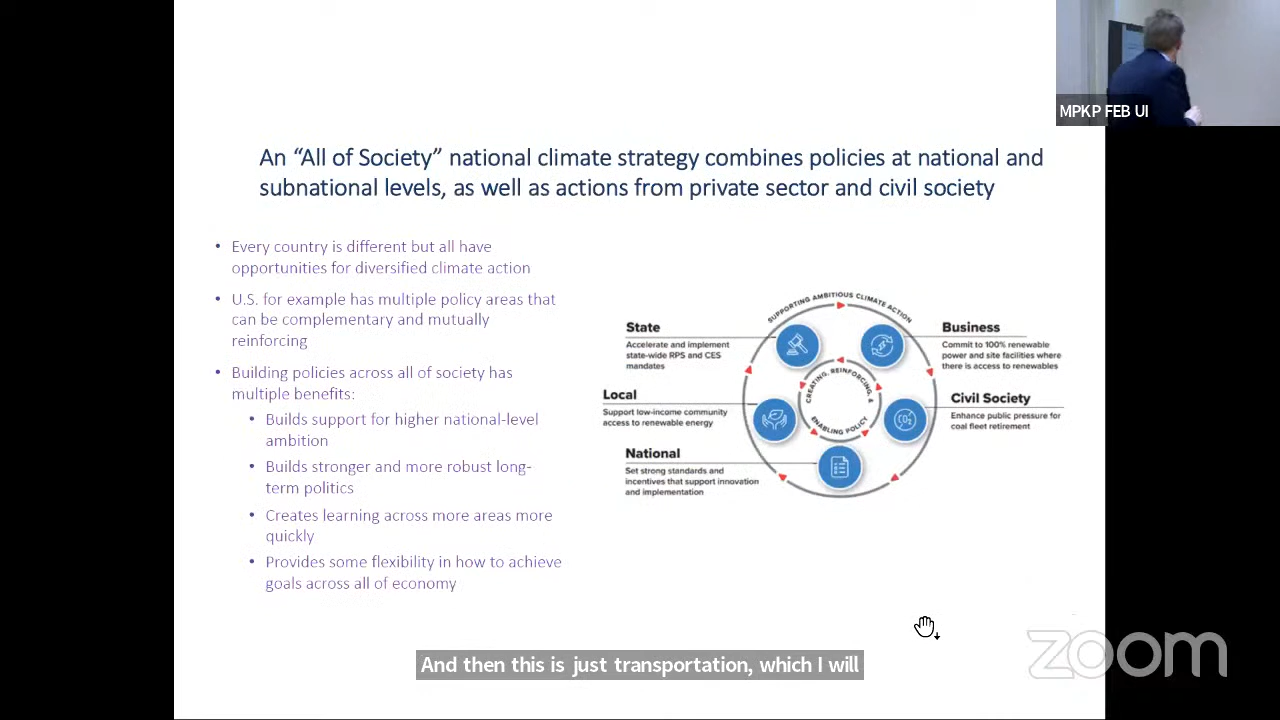 MPKP FEB UI
An “All of Society” national climate strategy combines policies at national and
subnational levels, as well as actions from private sector and civil society
• Every country is different but all have
opportunities for diversified climate action
• U.S. for example has multiple policy areas that
can be complementary and mutually
reinforcing
• Building policies across all of society has
multiple benefits:
• Builds support for higher national-level
ambition
• Builds stronger and more robust long-
term politics
• Creates learning across more areas more
quickly
• Provides some flexibility in how to achieve
goals across all of economy
SUPPORTING AMBITIOUS CLIMATE ACTION
CREATING, REINFORCING, &
ENABLING POLICY
State
Accelerate and implement
state-wide RPS and CES
mandates
Local
Support low-income community
access to renewable energy
National
Set strong standards and
incentives that support innovation
and implementation
Business
Commit to 100% renewable
power and site facilities where
there is access to renewables
Civil Society
Enhance public pressure for
coal fleet retirement
CO2
And then this is just transportation, which I will
zoom